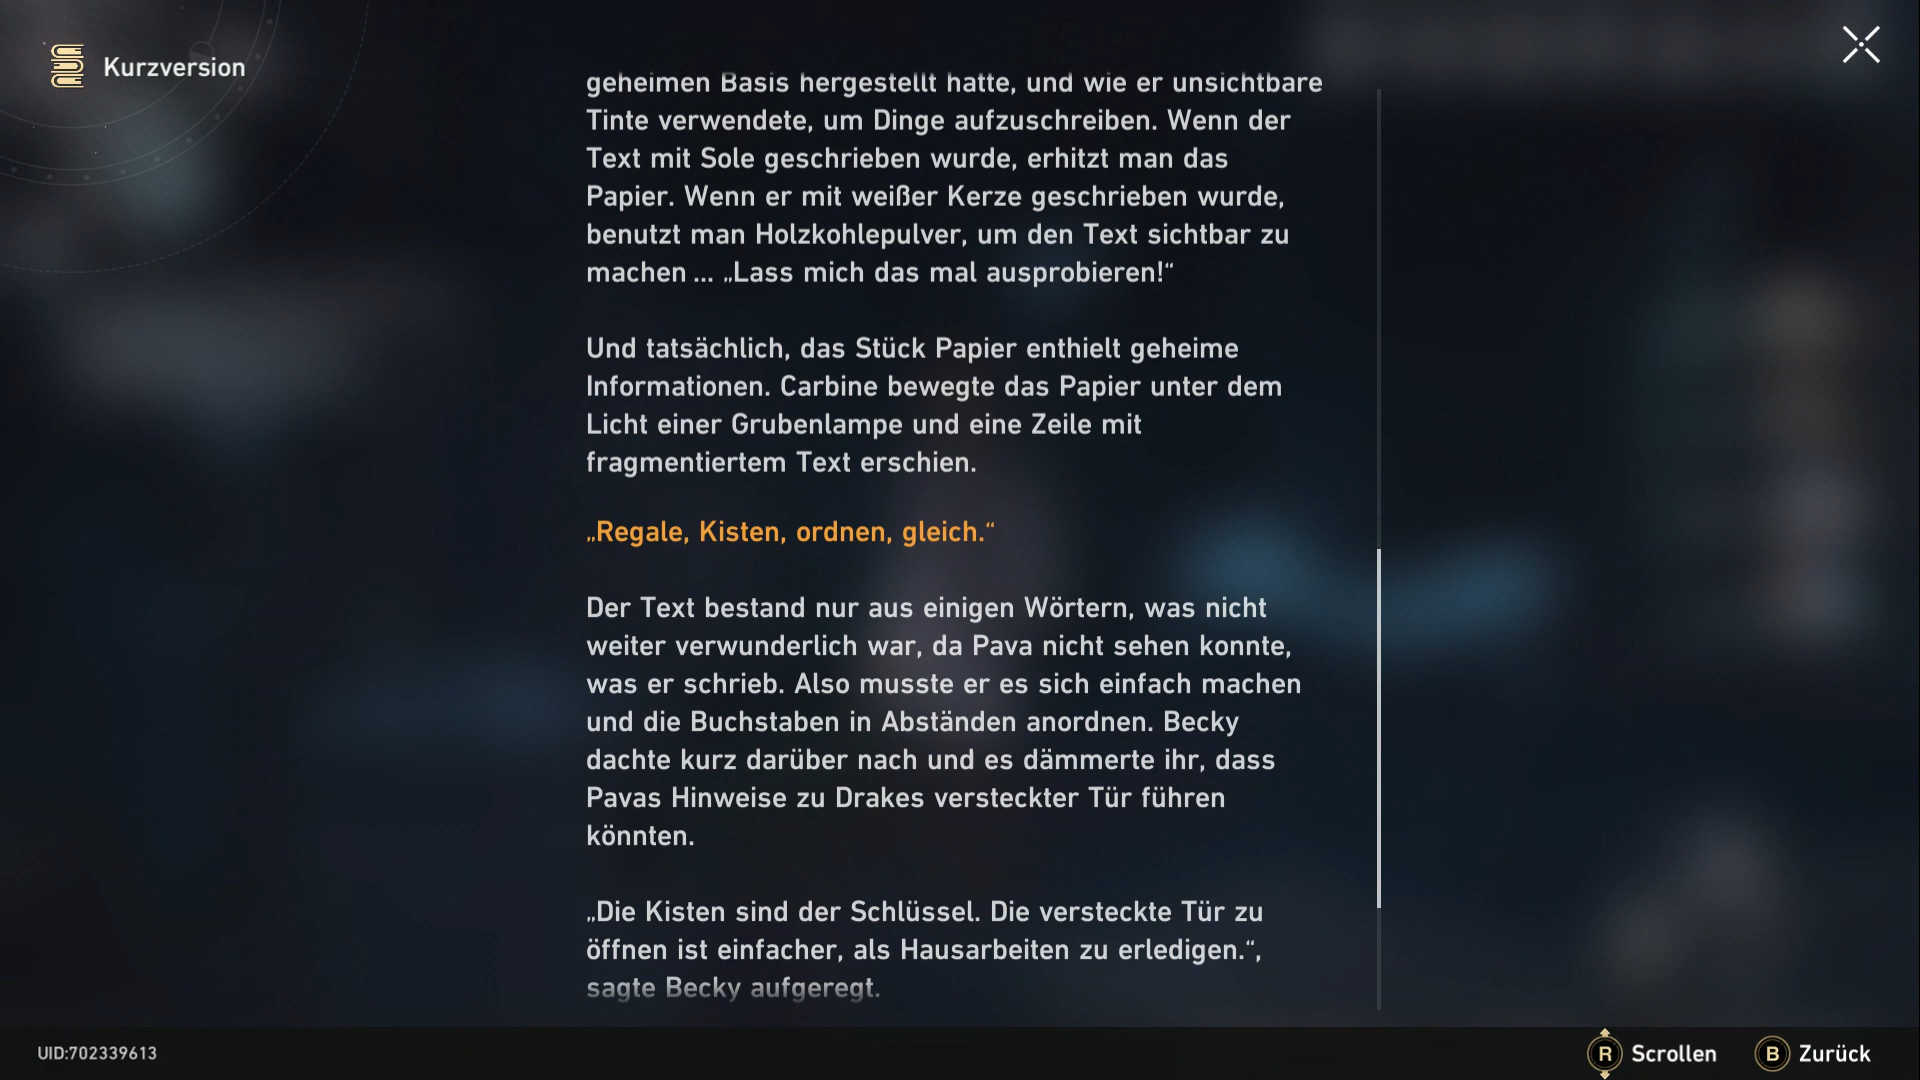 Kurzversion
geheimen Basis hergestellt hatte, und wie er unsichtbare
Tinte verwendete, um Dinge aufzuschreiben. Wenn der
Text mit Sole geschrieben wurde, erhitzt man das
Papier. Wenn er mit weißer Kerze geschrieben wurde,
benutzt man Holzkohlepulver, um den Text sichtbar zu
machen ... „Lass mich das mal ausprobieren!“
Und tatsächlich, das Stück Papier enthielt geheime
Informationen. Carbine bewegte das Papier unter dem
Licht einer Grubenlampe und eine Zeile mit
fragmentiertem Text erschien.
„Regale, Kisten, ordnen, gleich.“
Der Text bestand nur aus einigen Wörtern, was nicht
weiter verwunderlich war, da Pava nicht sehen konnte,
was er schrieb. Also musste er es sich einfach machen
und die Buchstaben in Abständen anordnen. Becky
dachte kurz darüber nach und es dämmerte ihr, dass
Pavas Hinweise zu Drakes versteckter Tür führen
könnten.
„Die Kisten sind der Schlüssel. Die versteckte Tür zu
öffnen ist einfacher, als Hausarbeiten zu erledigen.“,
sagte Becky aufgeregt.
UID:702339613
R Scrollen
B Zurück